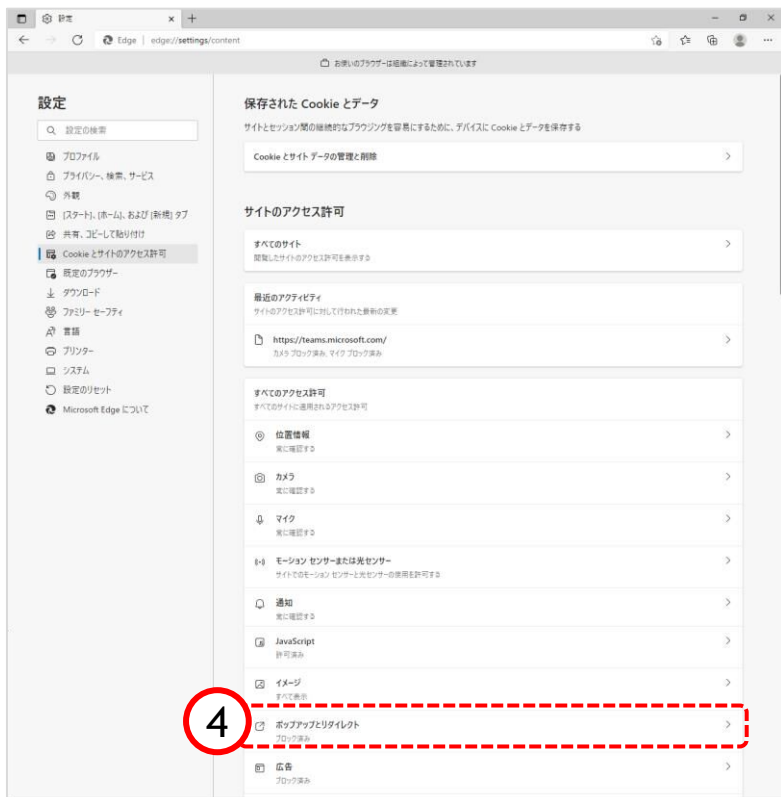 設定
Edge | edge://settings/content
お使いのブラウザーは組織によって管理されています
設定
設定の検索
プロファイル
プライバシー、検索、サービス
外観
[スタート]、[ホーム]、および [新規] タブ
共有、コピーして貼り付け
Cookie とサイトのアクセス許可
既定のブラウザー
ダウンロード
ファミリー セーフティ
言語
プリンター
システム
設定のリセット
Microsoft Edge について
保存された Cookie とデータ
サイトとセッション間の継続的なブラウジングを容易にするために、デバイスに Cookie とデータを保存する
Cookie とサイト データの管理と削除
サイトのアクセス許可
すべてのサイト
閲覧したサイトのアクセス許可を表示する
最近のアクティビティ
サイトのアクセス許可に対して行われた最新の変更
https://teams.microsoft.com/
カメラ ブロック済み, マイク ブロック済み
すべてのアクセス許可
すべてのサイトに適用されるアクセス許可
位置情報
常に確認する
カメラ
常に確認する
マイク
常に確認する
モーション センサーまたは光センサー
サイトでのモーション センサーと光センサーの使用を許可する
通知
常に確認する
JavaScript
許可済み
イメージ
すべて表示
4
ポップアップとリダイレクト
ブロック済み
広告
ブロック済み